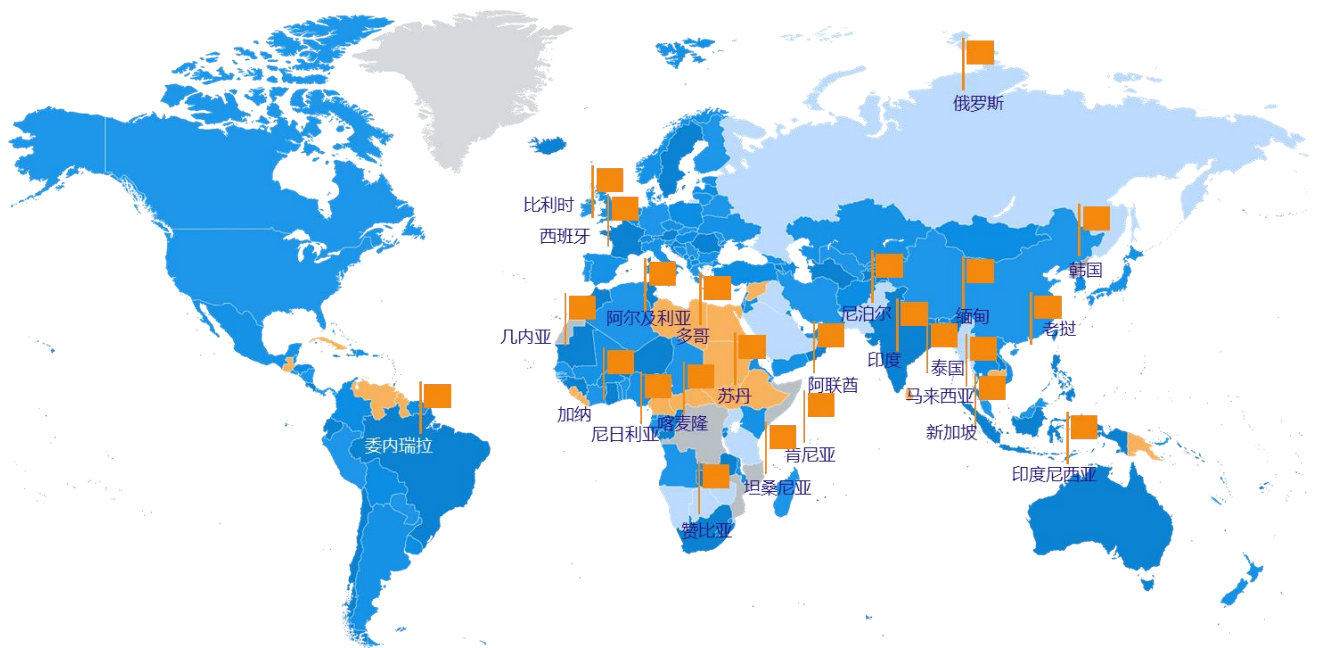 俄罗斯
比利时
西班牙
韩国
几内亚
阿尔及利亚
多哥
尼泊尔
缅甸
老挝
印度
泰国
阿联酋
苏丹
马来西亚
加纳
尼日利亚
喀麦隆
新加坡
委内瑞拉
肯尼亚
坦桑尼亚
印度尼西亚
赞比亚